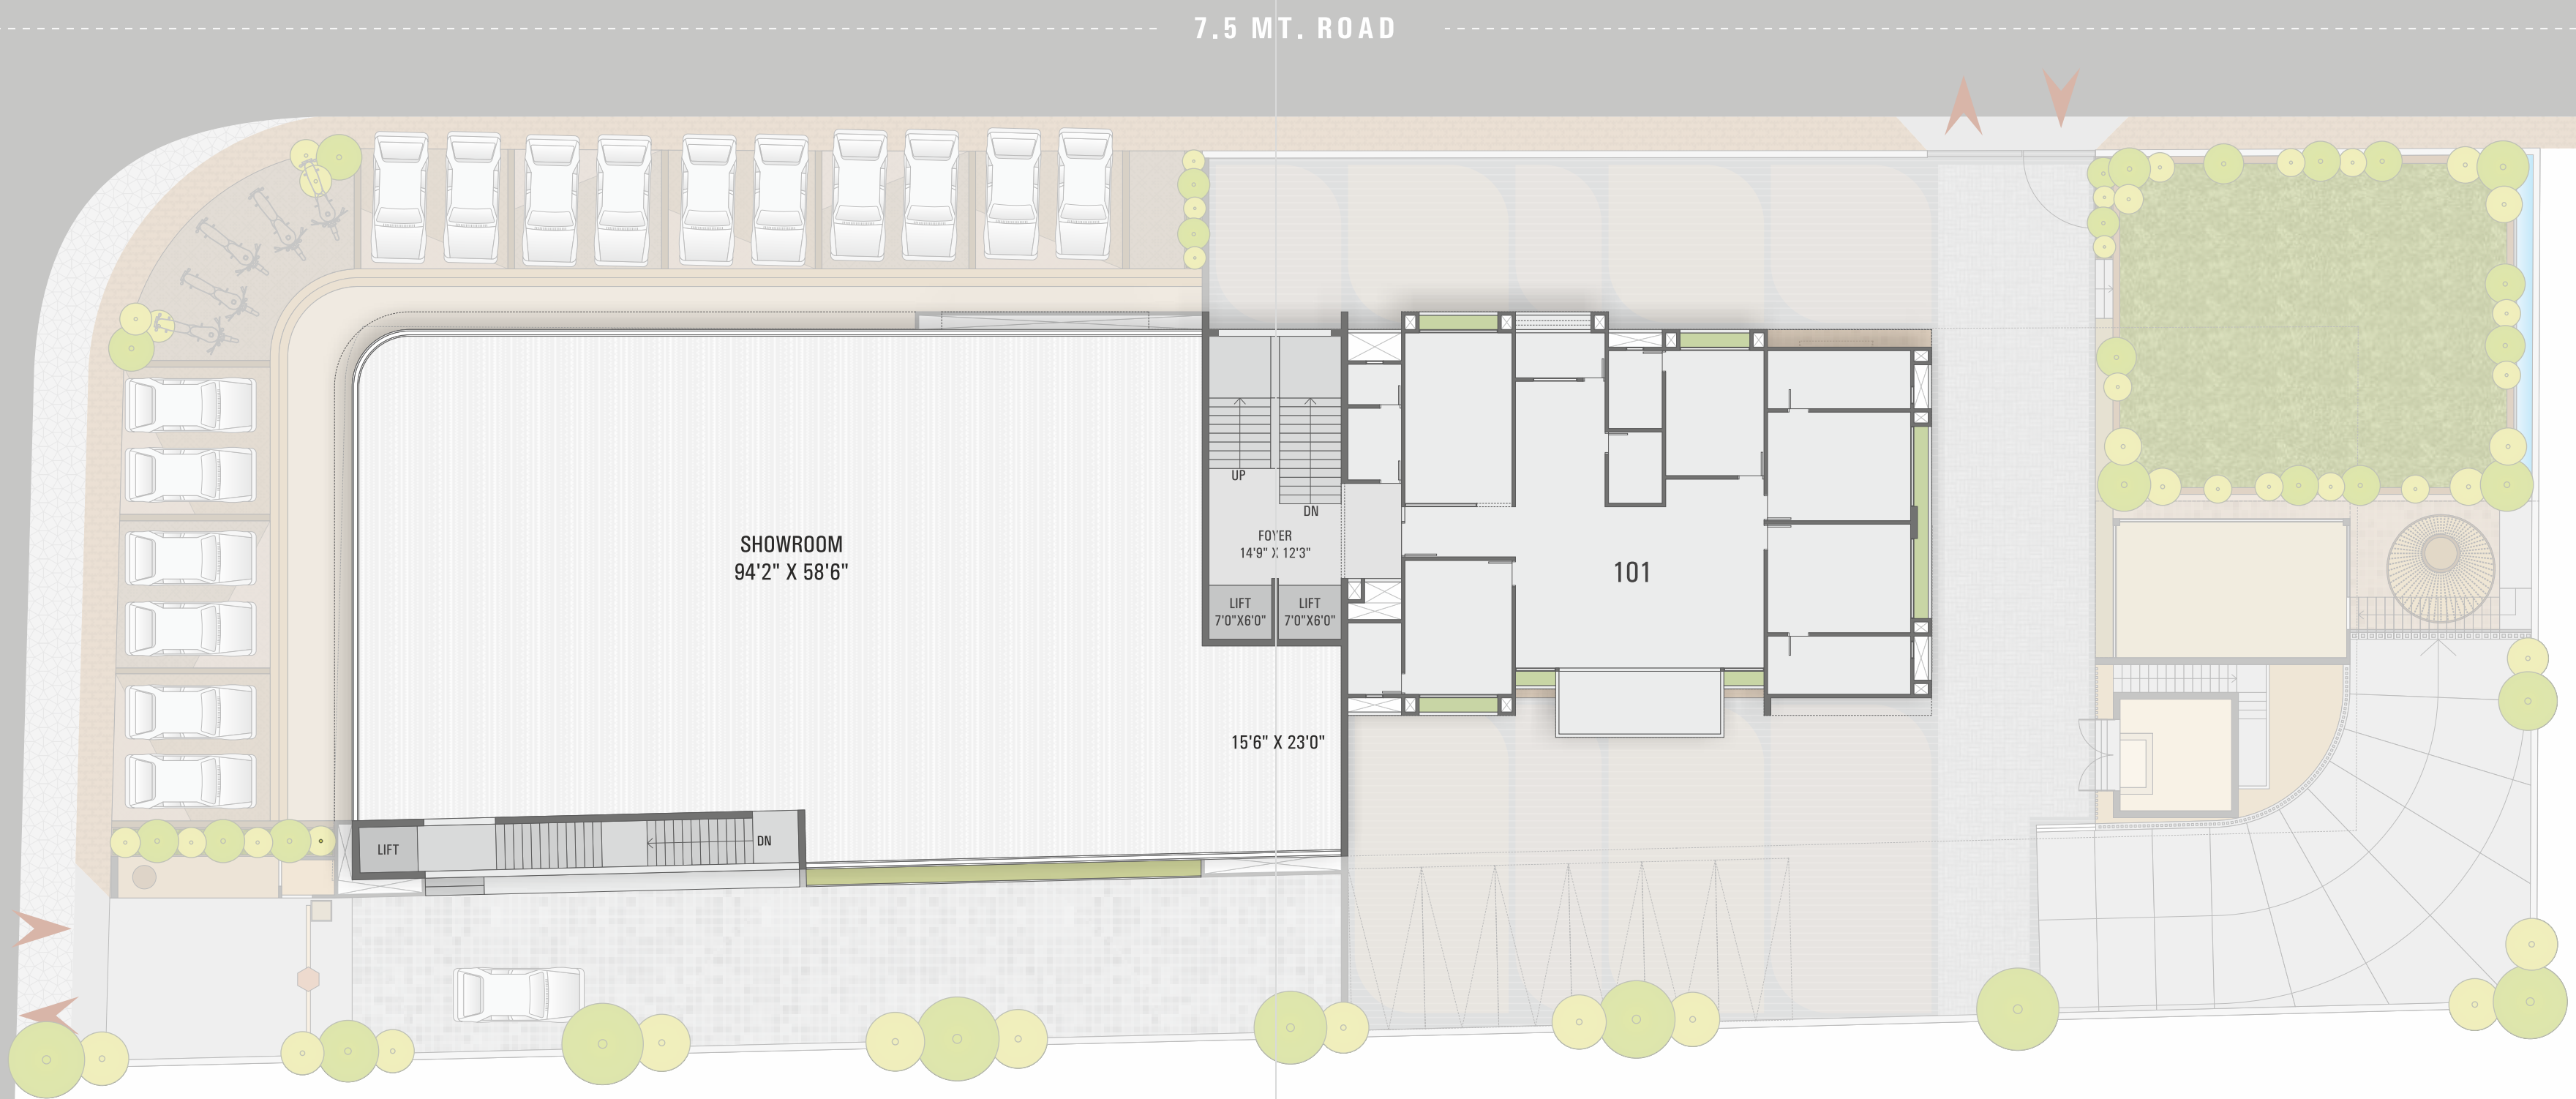 7.5 MT. ROAD
UP
DN
SHOWROOM
94'2" X 58'6"
FOYER
14'9" X 12'3"
101
LIFT
7'0"X6'0"
LIFT
7'0"X6'0"
15'6" X 23'0"
LIFT
DN